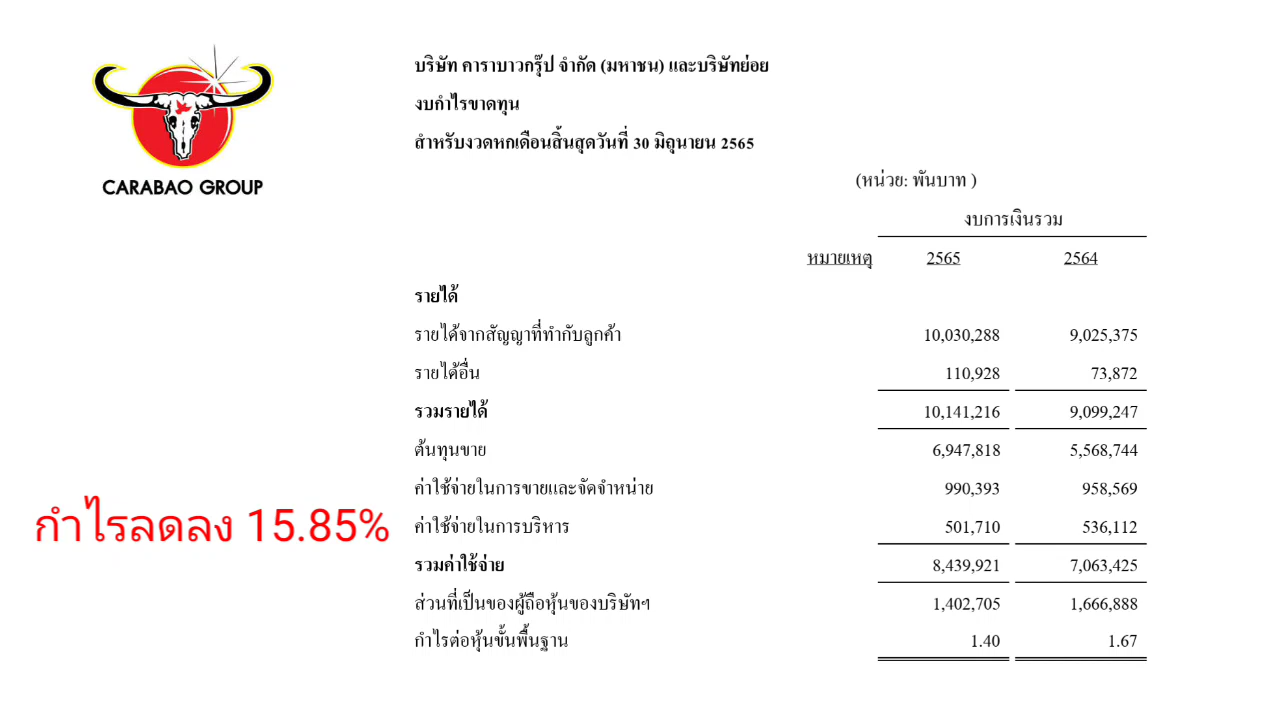 CARABAO GROUP
บริษัท คาราบาวกรุ๊ป จำกัด (มหาชน) และบริษัทย่อย
งบกำไรขาดทุน
สำหรับงวดหกเดือนสิ้นสุดวันที่ 30 มิถุนายน 2565
(หน่วย: พันบาท )
งบการเงินรวม
หมายเหตุ 2565 2564
รายได้
รายได้จากสัญญาที่ทำกับลูกค้า 10,030,288 9,025,375
รายได้อื่น 110,928 73,872
รวมรายได้ 10,141,216 9,099,247
ต้นทุนขาย 6,947,818 5,568,744
ค่าใช้จ่ายในการขายและจัดจำหน่าย 990,393 958,569
กำไรลดลง 15.85%
ค่าใช้จ่ายในการบริหาร 501,710 536,112
รวมค่าใช้จ่าย 8,439,921 7,063,425
ส่วนที่เป็นของผู้ถือหุ้นของบริษัทฯ 1,402,705 1,666,888
กำไรต่อหุ้นขั้นพื้นฐาน 1.40 1.67